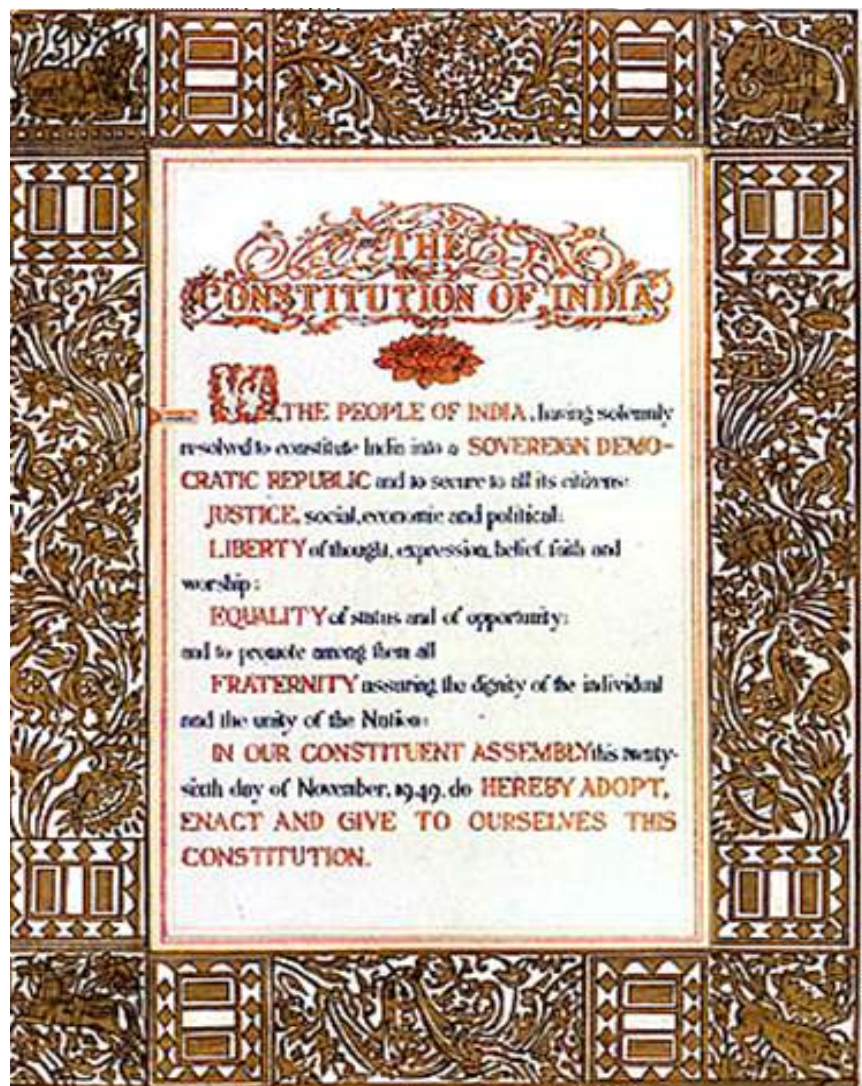 THE
CONSTITUTION OF INDIA
WE, THE PEOPLE OF INDIA, having solemnly
resolved to constitute India into a SOVEREIGN DEMO-
CRATIC REPUBLIC and to secure to all its citizens:
JUSTICE, social, economic and political;
LIBERTY of thought, expression, belief, faith and
worship;
EQUALITY of status and of opportunity;
and to promote among them all
FRATERNITY assuring the dignity of the individual
and the unity of the Nation;
IN OUR CONSTITUENT ASSEMBLY this twenty-
sixth day of November, 1949, do HEREBY ADOPT,
ENACT AND GIVE TO OURSELVES THIS
CONSTITUTION.